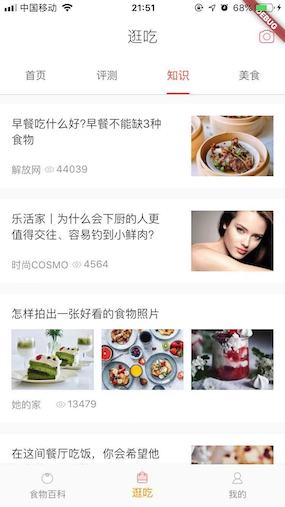 中国移动
21:51
68%
DEBUG
逛吃
首页
评测
知识
美食
早餐吃什么好?早餐不能缺3种
食物
解放网 44039
乐活家丨为什么会下厨的人更
值得交往、容易钓到小鲜肉?
时尚COSMO 4564
怎样拍出一张好看的食物照片
她的家 13479
在这间餐厅吃饭，你会希望他
食物百科
逛吃
我的